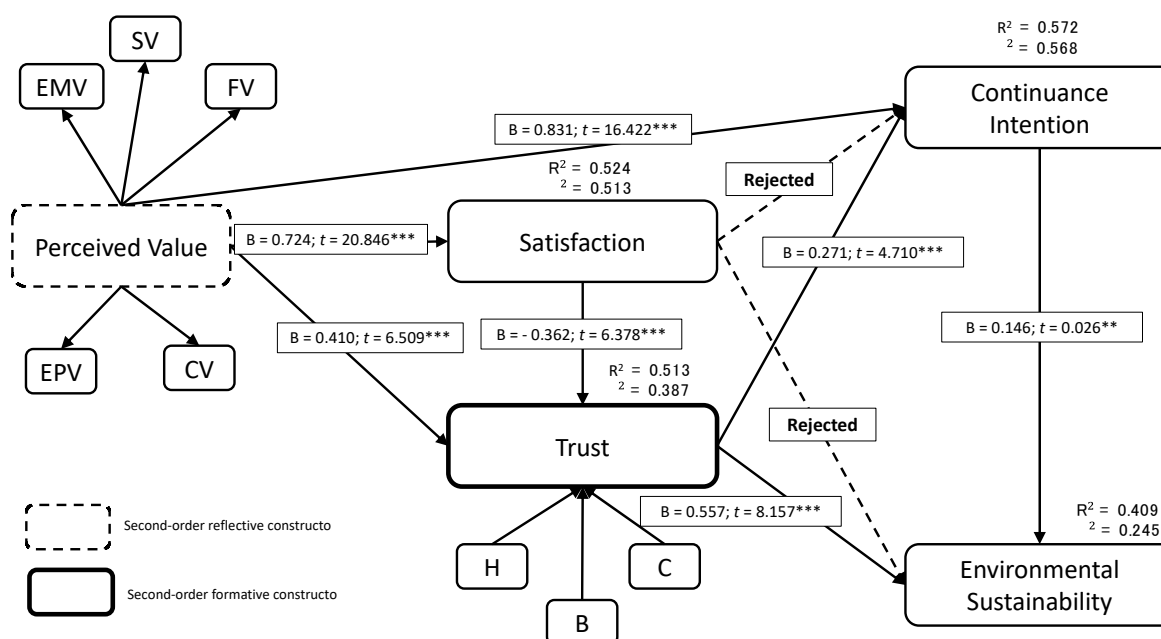 SV
EMV
FV
R² = 0.572
² = 0.568
Continuance
Intention
B = 0.831; t = 16.422***
R² = 0.524
² = 0.513
Rejected
Perceived Value
B = 0.724; t = 20.846***
Satisfaction
B = 0.271; t = 4.710***
B = 0.410; t = 6.509***
B = - 0.362; t = 6.378***
B = 0.146; t = 0.026**
EPV
CV
R² = 0.513
² = 0.387
Trust
Rejected
Second-order reflective constructo
B = 0.557; t = 8.157***
R² = 0.409
² = 0.245
H
C
B
Environmental
Sustainability
Second-order formative constructo